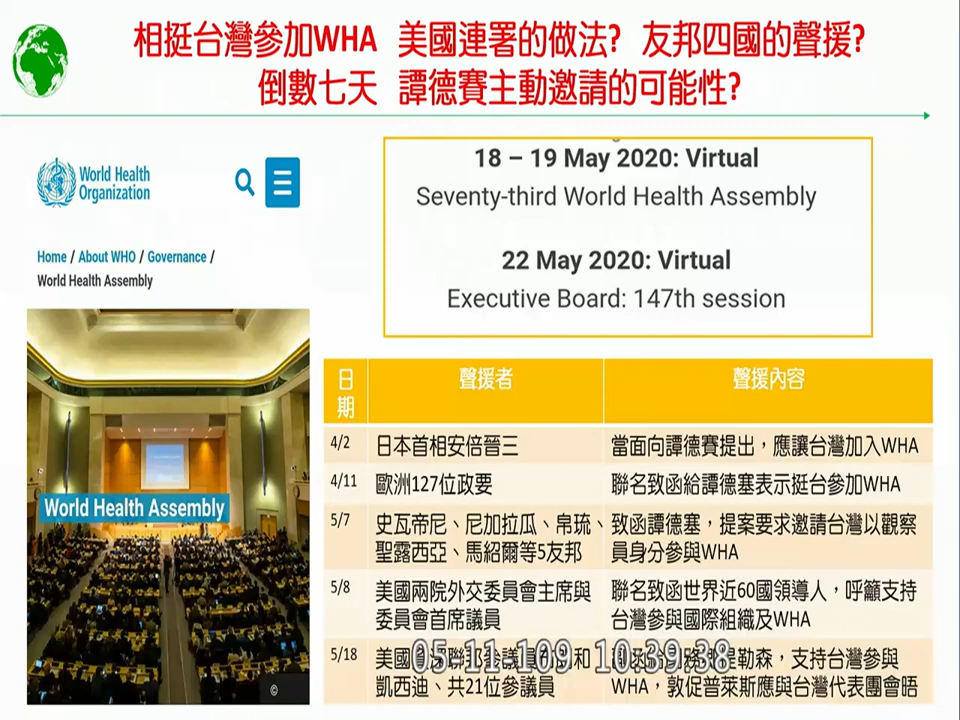 相挺台灣參加WHA 美國連署的做法? 友邦四國的聲援?
倒數七天 譚德賽主動邀請的可能性?
World Health
Organization
Home / About WHO / Governance /
World Health Assembly
World Health Assembly
©
18 – 19 May 2020: Virtual
Seventy-third World Health Assembly
22 May 2020: Virtual
Executive Board: 147th session
日期 聲援者 聲援內容
4/2 日本首相安倍晉三 當面向譚德賽提出，應讓台灣加入WHA
4/11 歐洲127位政要 聯名致函給譚德塞表示挺台參加WHA
5/7 史瓦帝尼、尼加拉瓜、帛琉、 致函譚德塞，提案要求邀請台灣以觀察
聖露西亞、馬紹爾等5友邦 員身分參與WHA
5/8 美國兩院外交委員會主席與 聯名致函世界近60國領導人，呼籲支持
委員會首席議員 台灣參與國際組織及WHA
5/18 美國 參議 和 勒森，支持台灣參與
凱西迪、共21位參議員 WHA，敦促普萊斯應與台灣代表團會晤
05-11-109 10:39:38